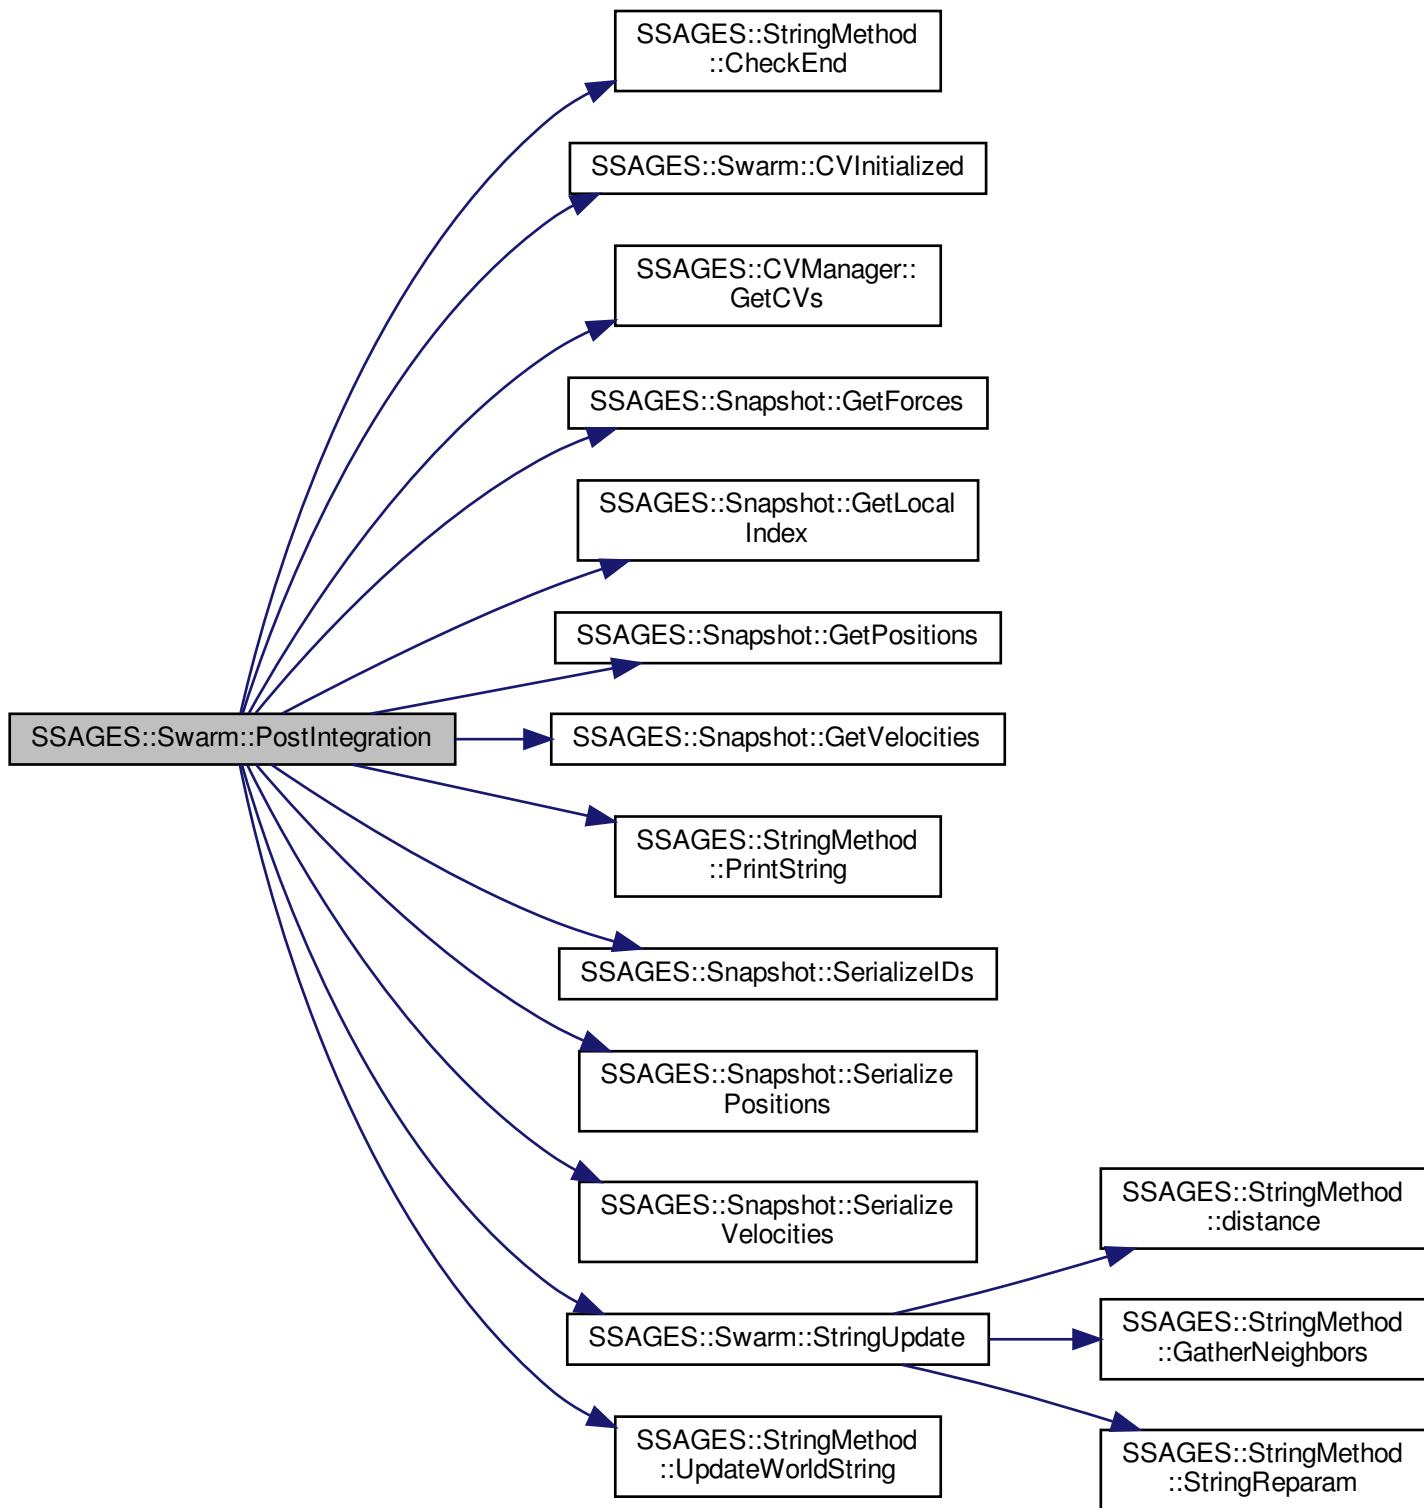 SSAGES::StringMethod
::CheckEnd
SSAGES::Swarm::CVInitialized
SSAGES::CVManager::
GetCVs
SSAGES::Snapshot::GetForces
SSAGES::Snapshot::GetLocal
Index
SSAGES::Snapshot::GetPositions
SSAGES::Swarm::PostIntegration
SSAGES::Snapshot::GetVelocities
SSAGES::StringMethod
::PrintString
SSAGES::Snapshot::SerializeIDs
SSAGES::Snapshot::Serialize
Positions
SSAGES::Snapshot::Serialize
Velocities
SSAGES::Swarm::StringUpdate
SSAGES::StringMethod
::distance
SSAGES::StringMethod
::GatherNeighbors
SSAGES::StringMethod
::StringReparam
SSAGES::StringMethod
::UpdateWorldString